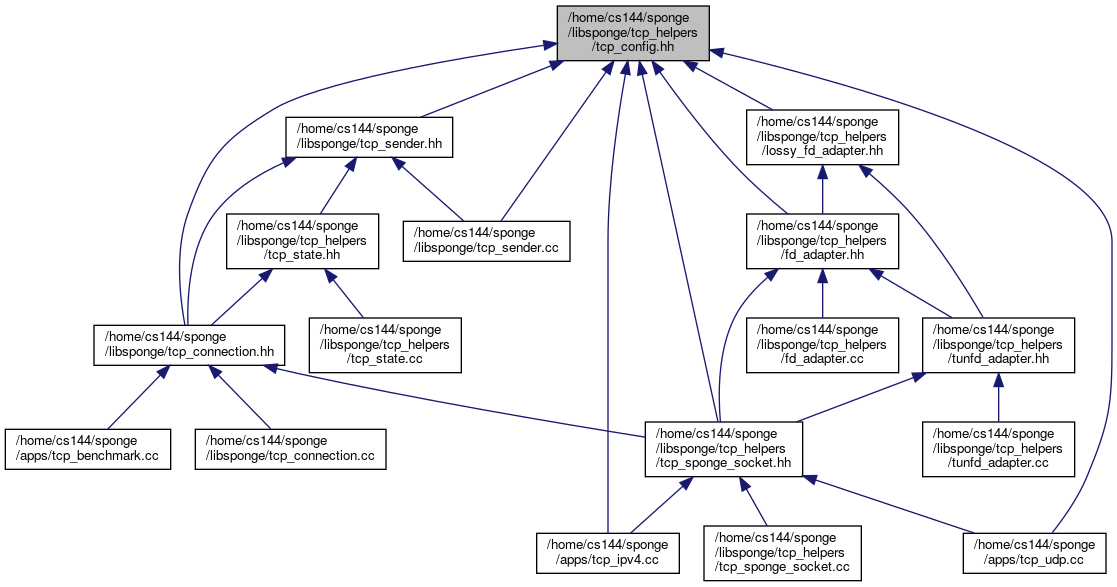 /home/cs144/sponge
/libsponge/tcp_helpers
/tcp_config.hh
/home/cs144/sponge
/libsponge/tcp_sender.hh
/home/cs144/sponge
/libsponge/tcp_helpers
/lossy_fd_adapter.hh
/home/cs144/sponge
/libsponge/tcp_helpers
/tcp_state.hh
/home/cs144/sponge
/libsponge/tcp_sender.cc
/home/cs144/sponge
/libsponge/tcp_helpers
/fd_adapter.hh
/home/cs144/sponge
/libsponge/tcp_connection.hh
/home/cs144/sponge
/libsponge/tcp_helpers
/tcp_state.cc
/home/cs144/sponge
/libsponge/tcp_helpers
/fd_adapter.cc
/home/cs144/sponge
/libsponge/tcp_helpers
/tunfd_adapter.hh
/home/cs144/sponge
/apps/tcp_benchmark.cc
/home/cs144/sponge
/libsponge/tcp_connection.cc
/home/cs144/sponge
/libsponge/tcp_helpers
/tcp_sponge_socket.hh
/home/cs144/sponge
/libsponge/tcp_helpers
/tunfd_adapter.cc
/home/cs144/sponge
/apps/tcp_ipv4.cc
/home/cs144/sponge
/libsponge/tcp_helpers
/tcp_sponge_socket.cc
/home/cs144/sponge
/apps/tcp_udp.cc